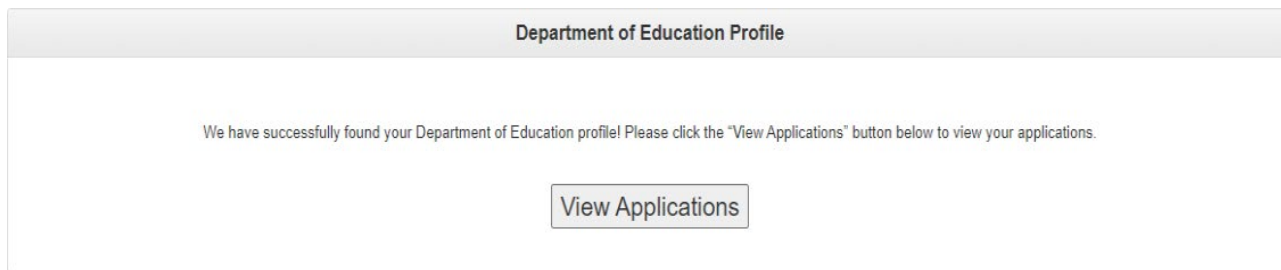 Department of Education Profile
We have successfully found your Department of Education profile! Please click the “View Applications” button below to view your applications.
View Applications